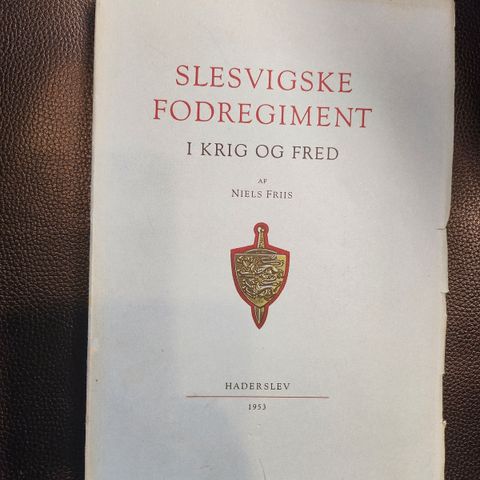 SLESVIGSKE
FODREGIMENT
I KRIG OG FRED
AF
NIELS FRIIS
HADERSLEV
1953